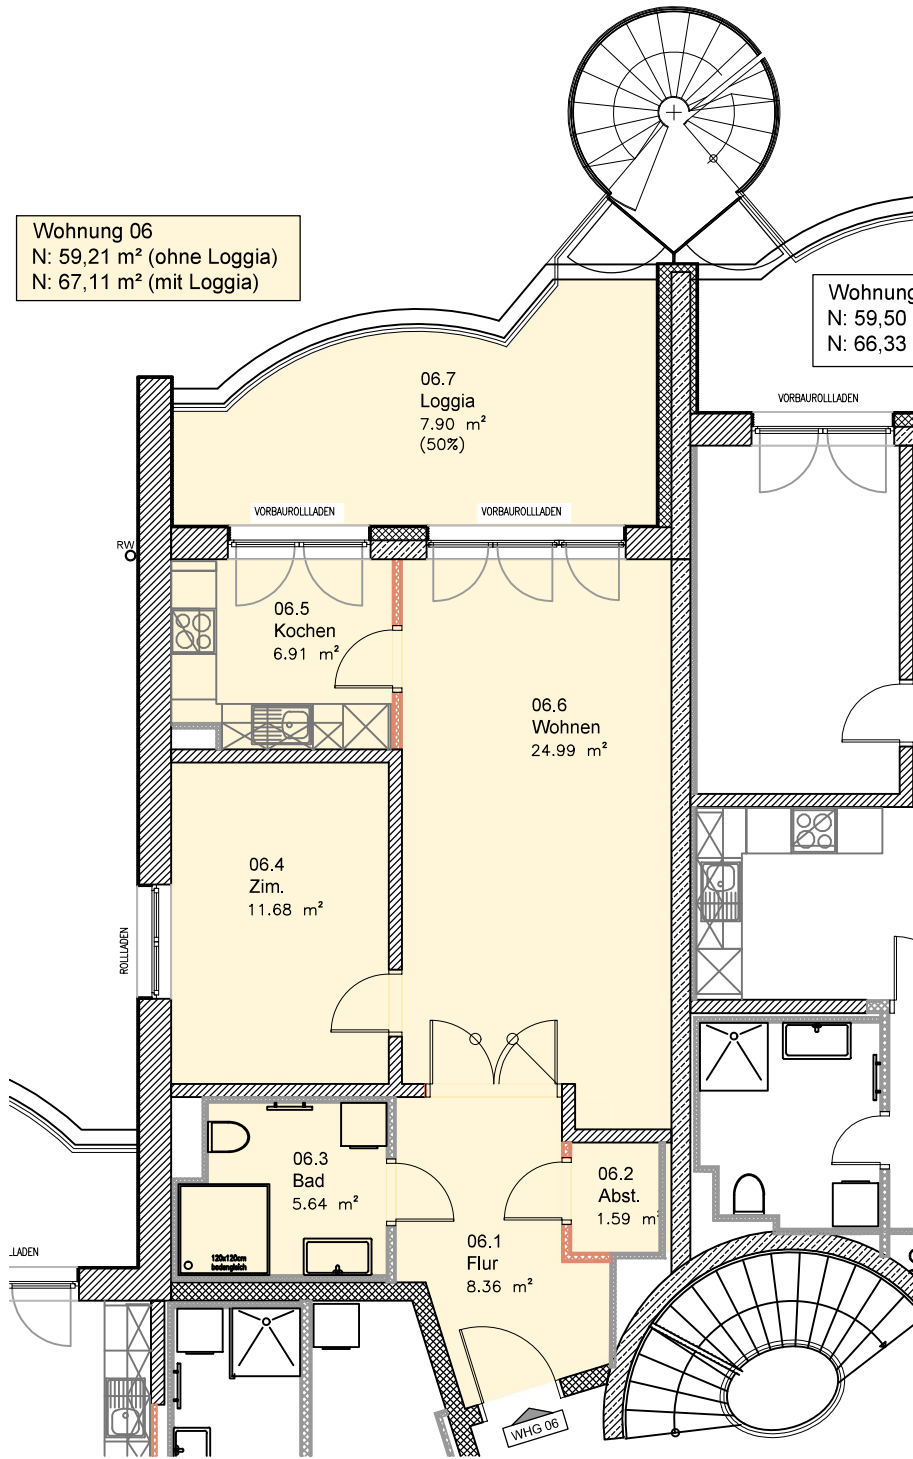 Wohnung 06
N: 59,21 m² (ohne Loggia)
N: 67,11 m² (mit Loggia)
Wohnung
N: 59,50
N: 66,33
06.7
Loggia
7.90 m²
(50%)
VORBAUROLLLADEN
VORBAUROLLLADEN
VORBAUROLLLADEN
RW
06.5
Kochen
6.91 m²
06.6
Wohnen
24.99 m²
06.4
Zim.
11.68 m²
ROLLLADEN
06.3
Bad
5.64 m²
06.2
Abst.
1.59 m²
120x120cm
bodengleich
06.1
Flur
8.36 m²
LLADEN
WHG 06